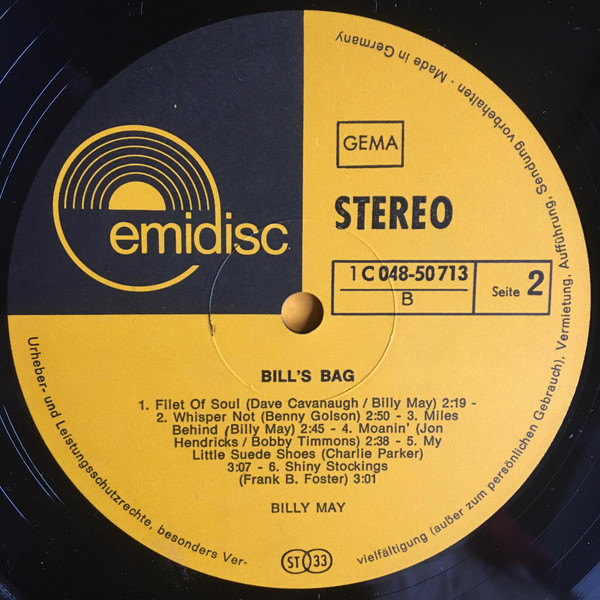 emidisc
GEMA
STEREO
1 C 048-50 713
B
Seite 2
BILL'S BAG
1. Filet Of Soul (Dave Cavanaugh / Billy May) 2:19 -
2. Whisper Not (Benny Golson) 2:50 - 3. Miles
Behind (Billy May) 2:45 - 4. Moanin' (Jon
Hendricks / Bobby Timmons) 2:38 - 5. My
Little Suede Shoes (Charlie Parker)
3:07 - 6. Shiny Stockings
(Frank B. Foster) 3:01
BILLY MAY
ST 33
Urheber- und Leistungsschutzrechte, besonders Ver-
vielfältigung (außer zum persönlichen Gebrauch), Vermietung, Aufführung, Sendung vorbehalten · Made in Germany